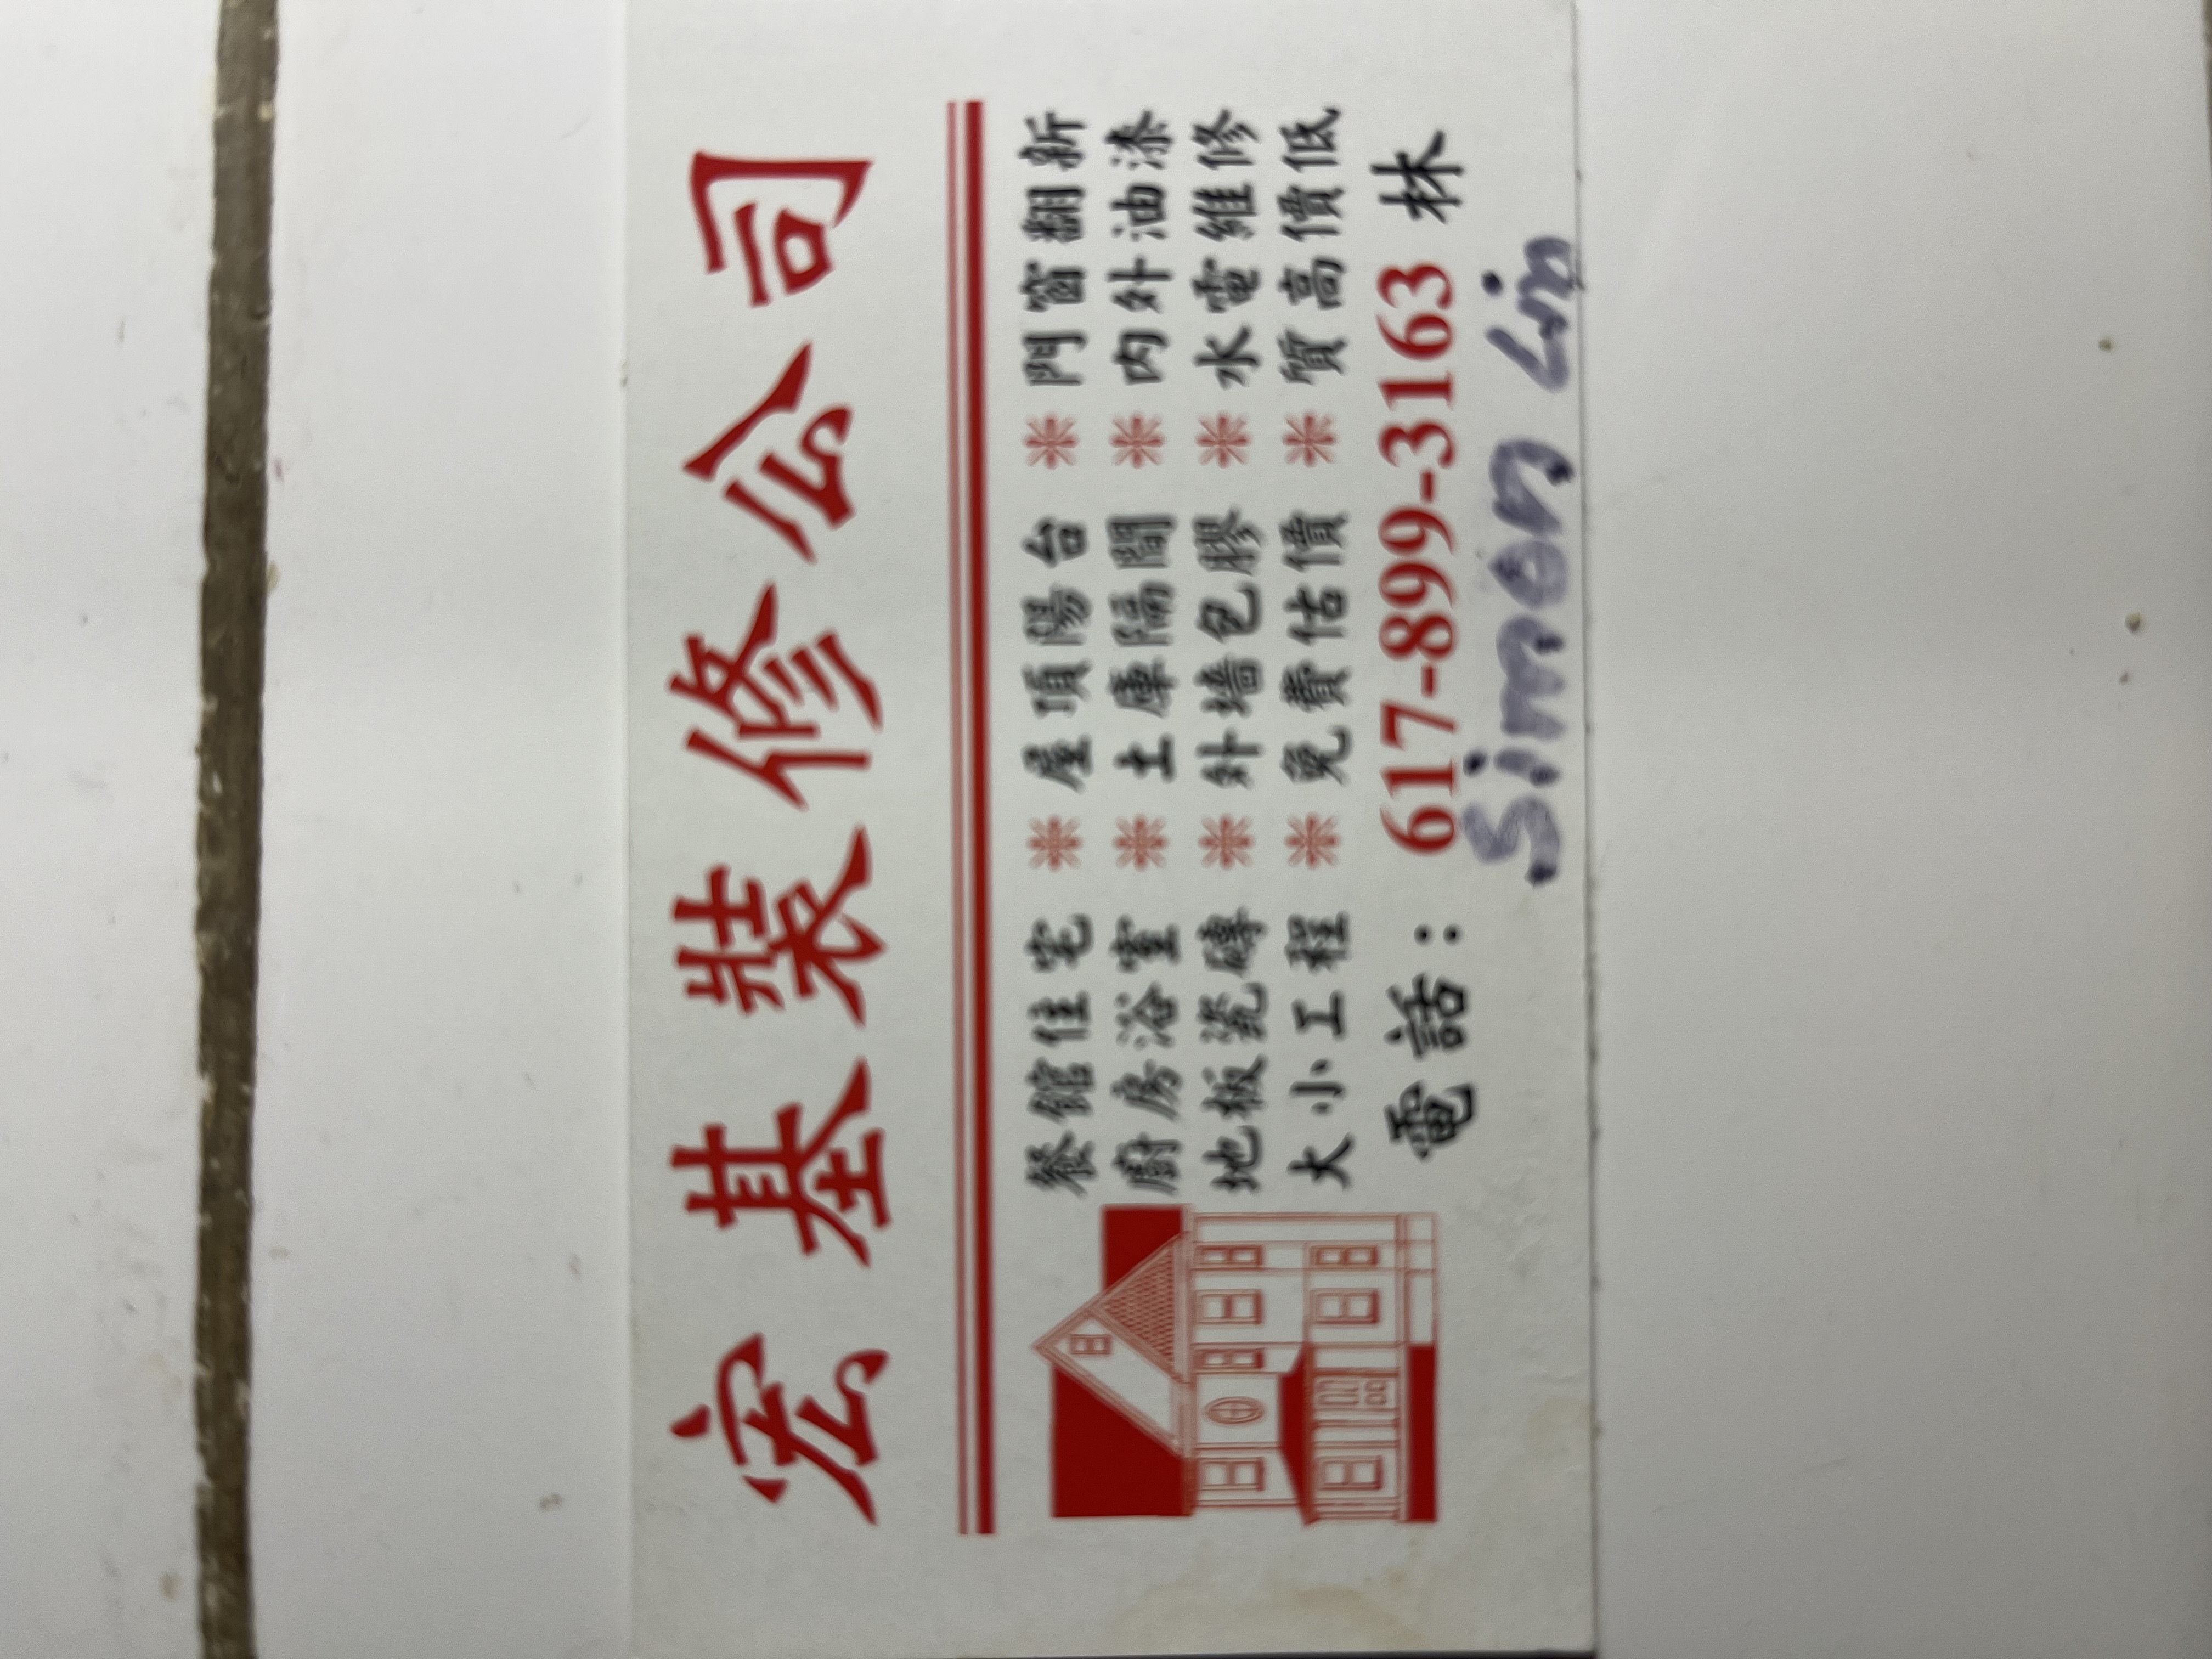 宏基裝修公司
餐館住宅 ※ 屋頂陽台 ※ 門窗翻新
廚房浴室 ※ 土庫隔間 ※ 內外油漆
地板瓷磚 ※ 外墻包膠 ※ 水電維修
大小工程 ※ 免費估價 ※ 質高價低
電話：617-899-3163 林
Simon Lin